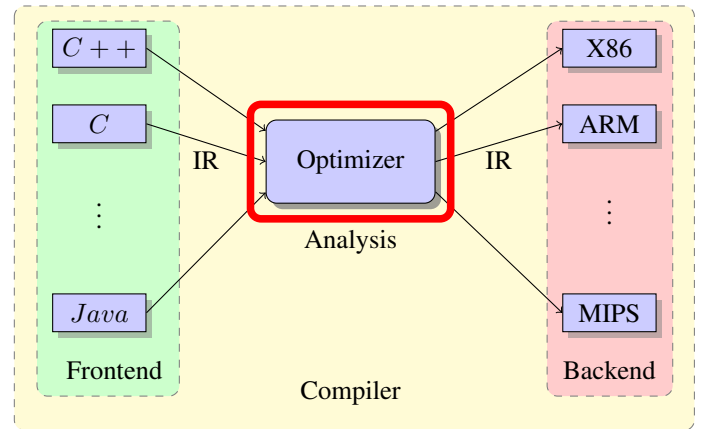 C++
C
⋮
Java
Frontend
IR
Optimizer
Analysis
IR
X86
ARM
⋮
MIPS
Backend
Compiler